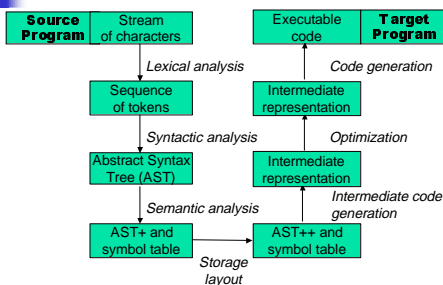 Source
Program
Stream
of characters
Lexical analysis
Sequence
of tokens
Syntactic analysis
Abstract Syntax
Tree (AST)
Semantic analysis
AST+ and
symbol table
Storage
layout
AST++ and
symbol table
Intermediate code
generation
Intermediate
representation
Optimization
Intermediate
representation
Code generation
Executable
code
Target
Program